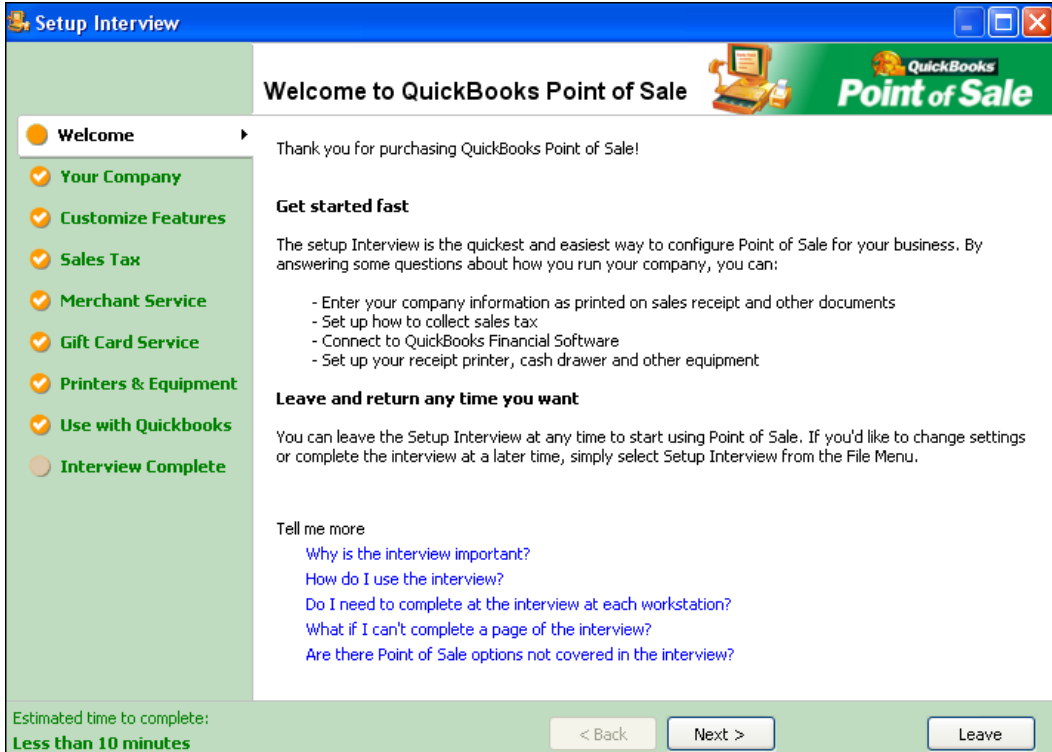 Setup Interview
Welcome to QuickBooks Point of Sale
QuickBooks
Point of Sale
Welcome
Your Company
Customize Features
Sales Tax
Merchant Service
Gift Card Service
Printers & Equipment
Use with Quickbooks
Interview Complete
Thank you for purchasing QuickBooks Point of Sale!
Get started fast
The setup Interview is the quickest and easiest way to configure Point of Sale for your business. By
answering some questions about how you run your company, you can:
- Enter your company information as printed on sales receipt and other documents
- Set up how to collect sales tax
- Connect to QuickBooks Financial Software
- Set up your receipt printer, cash drawer and other equipment
Leave and return any time you want
You can leave the Setup Interview at any time to start using Point of Sale. If you'd like to change settings
or complete the interview at a later time, simply select Setup Interview from the File Menu.
Tell me more
Why is the interview important?
How do I use the interview?
Do I need to complete at the interview at each workstation?
What if I can't complete a page of the interview?
Are there Point of Sale options not covered in the interview?
Estimated time to complete:
Less than 10 minutes
< Back
Next >
Leave